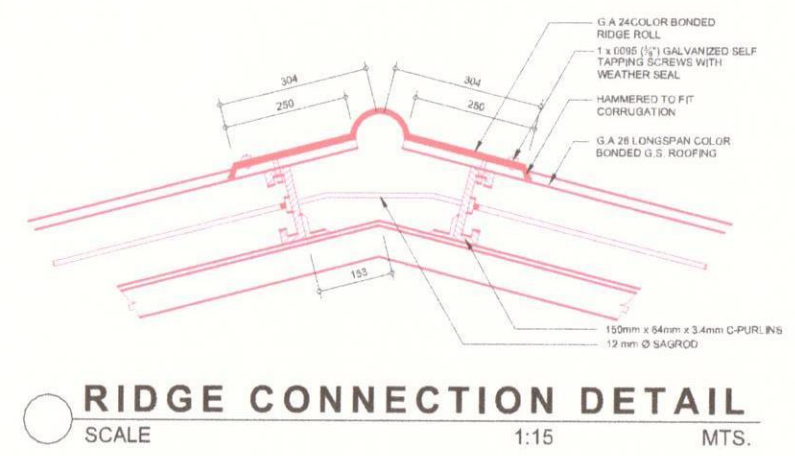 G.A 24COLOR BONDED
RIDGE ROLL
1 x 0095 (⅜") GALVANIZED SELF
TAPPING SCREWS WITH
WEATHER SEAL
HAMMERED TO FIT
CORRUGATION
G.A 26 LONGSPAN COLOR
BONDED G.S. ROOFING
304
304
250
250
153
150mm x 64mm x 3.4mm C-PURLINS
12 mm Ø SAGROD
RIDGE CONNECTION DETAIL
SCALE 1:15 MTS.